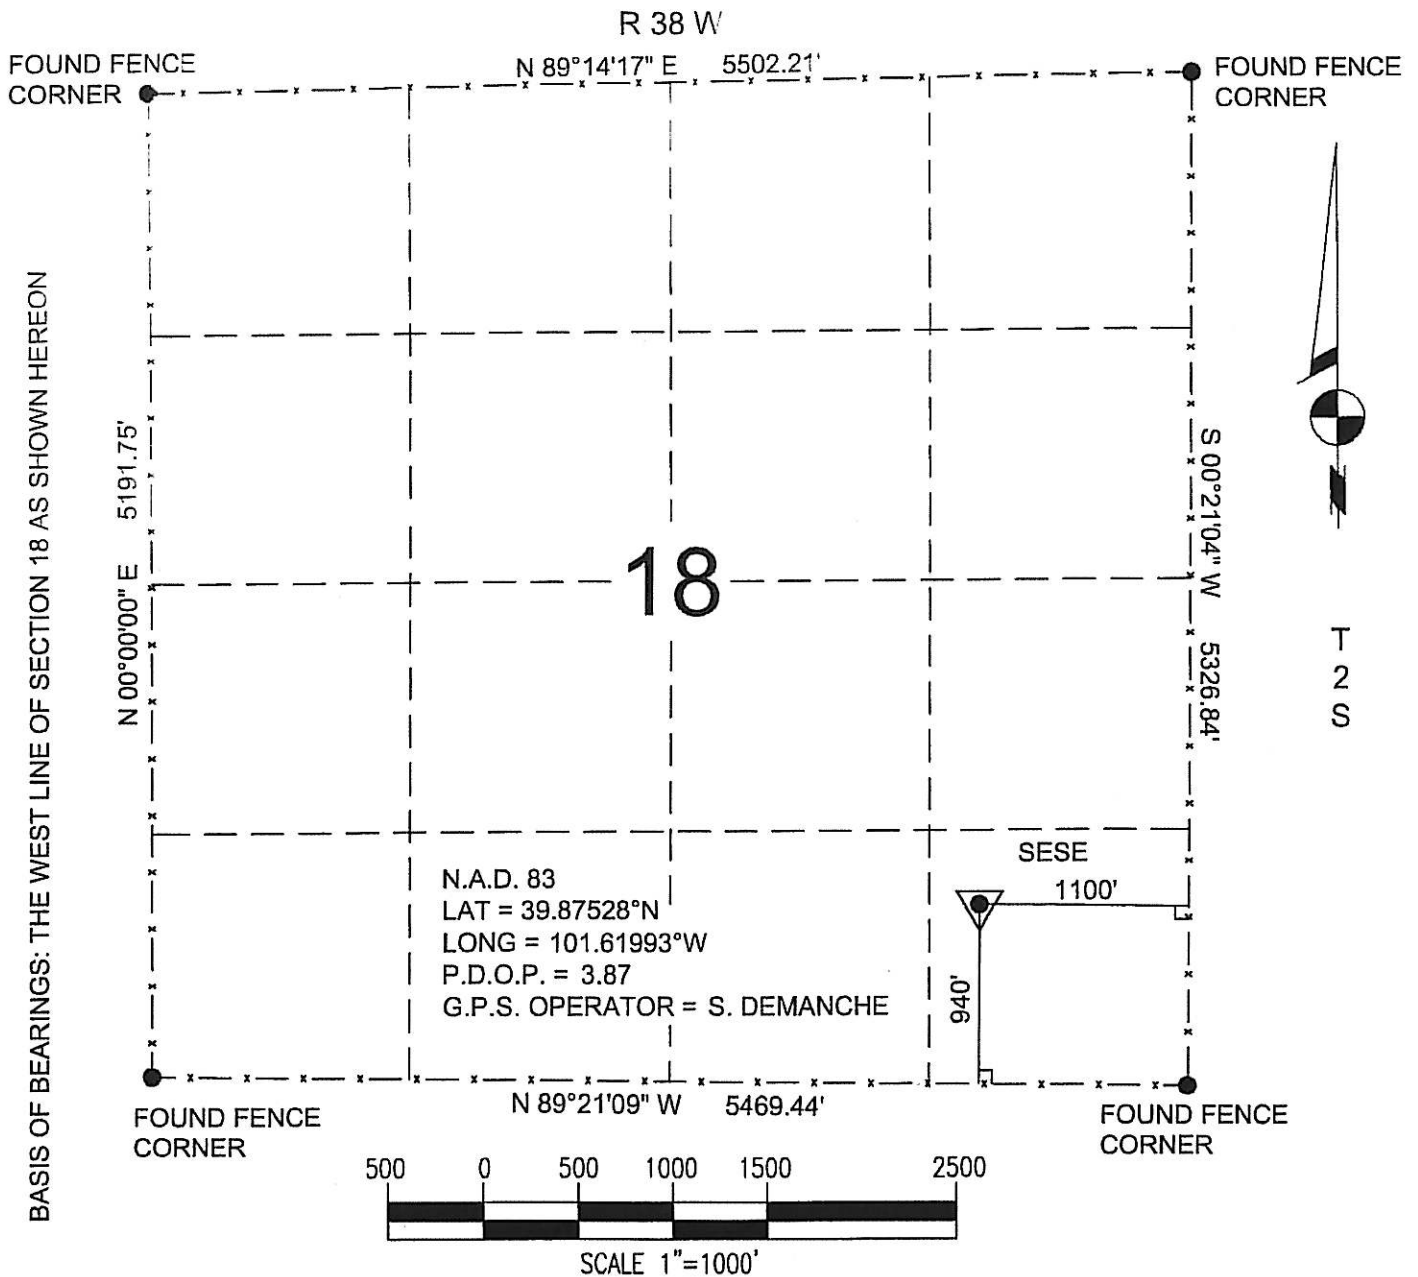 R 38 W
FOUND FENCE
CORNER
N 89°14'17" E 5502.21'
FOUND FENCE
CORNER
BASIS OF BEARINGS: THE WEST LINE OF SECTION 18 AS SHOWN HEREON
N 00°00'00" E 5191.75'
18
S 00°21'04" W 5326.84'
T
2
S
SESE
1100'
940'
N.A.D. 83
LAT = 39.87528°N
LONG = 101.61993°W
P.D.O.P. = 3.87
G.P.S. OPERATOR = S. DEMANCHE
N 89°21'09" W 5469.44'
FOUND FENCE
CORNER
FOUND FENCE
CORNER
500 0 500 1000 1500 2500
SCALE 1"=1000'